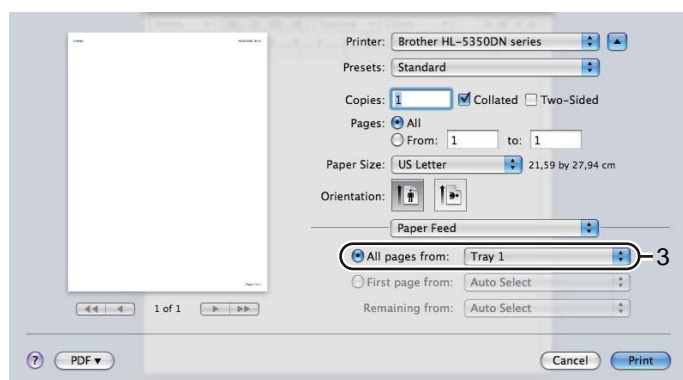 Printer: Brother HL-5350DN series
Presets: Standard
Copies: 1 Collated Two-Sided
Pages: All
From: 1 to: 1
Paper Size: US Letter 21,59 by 27,94 cm
Orientation:
Paper Feed
All pages from: Tray 1 3
First page from: Auto Select
Remaining from: Auto Select
1 of 1
? PDF Cancel Print